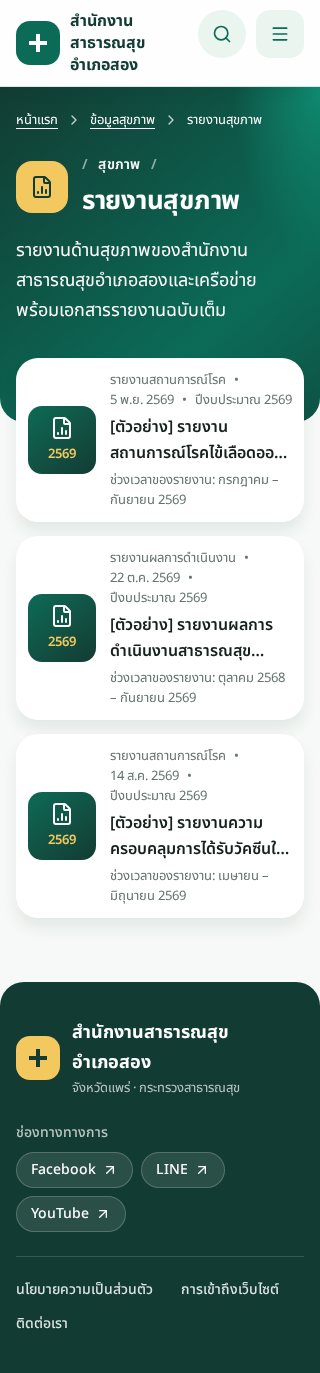 สำนักงาน
สาธารณสุข
อำเภอสอง
หน้าแรก
ข้อมูลสุขภาพ
รายงานสุขภาพ
/ สุขภาพ /
รายงานสุขภาพ
รายงานด้านสุขภาพของสำนักงาน
สาธารณสุขอำเภอสองและเครือข่าย
พร้อมเอกสารรายงานฉบับเต็ม
2569
รายงานสถานการณ์โรค •
5 พ.ย. 2569 • ปีงบประมาณ 2569
[ตัวอย่าง] รายงาน
สถานการณ์โรคไข้เลือดออ...
ช่วงเวลาของรายงาน: กรกฎาคม –
กันยายน 2569
2569
รายงานผลการดำเนินงาน •
22 ต.ค. 2569 •
ปีงบประมาณ 2569
[ตัวอย่าง] รายงานผลการ
ดำเนินงานสาธารณสุข...
ช่วงเวลาของรายงาน: ตุลาคม 2568
– กันยายน 2569
2569
รายงานสถานการณ์โรค •
14 ส.ค. 2569 •
ปีงบประมาณ 2569
[ตัวอย่าง] รายงานความ
ครอบคลุมการได้รับวัคซีนใ...
ช่วงเวลาของรายงาน: เมษายน –
มิถุนายน 2569
สำนักงานสาธารณสุข
อำเภอสอง
จังหวัดแพร่ · กระทรวงสาธารณสุข
ช่องทางทางการ
Facebook
LINE
YouTube
นโยบายความเป็นส่วนตัว
การเข้าถึงเว็บไซต์
ติดต่อเรา